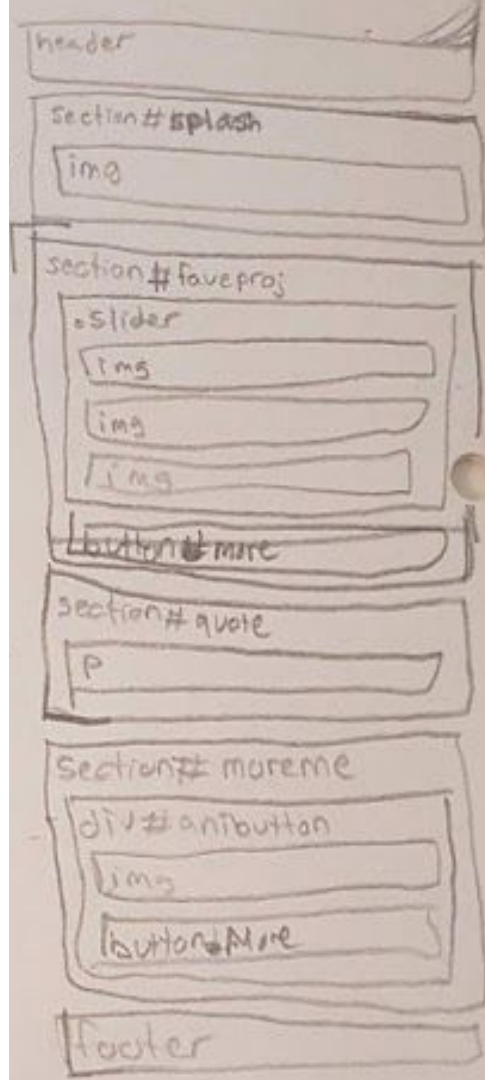 header
section#splash
img
section#faveproj
.slider
img
img
img
button#more
section#quote
p
section#moreme
div#anibutton
img
button#More
footer